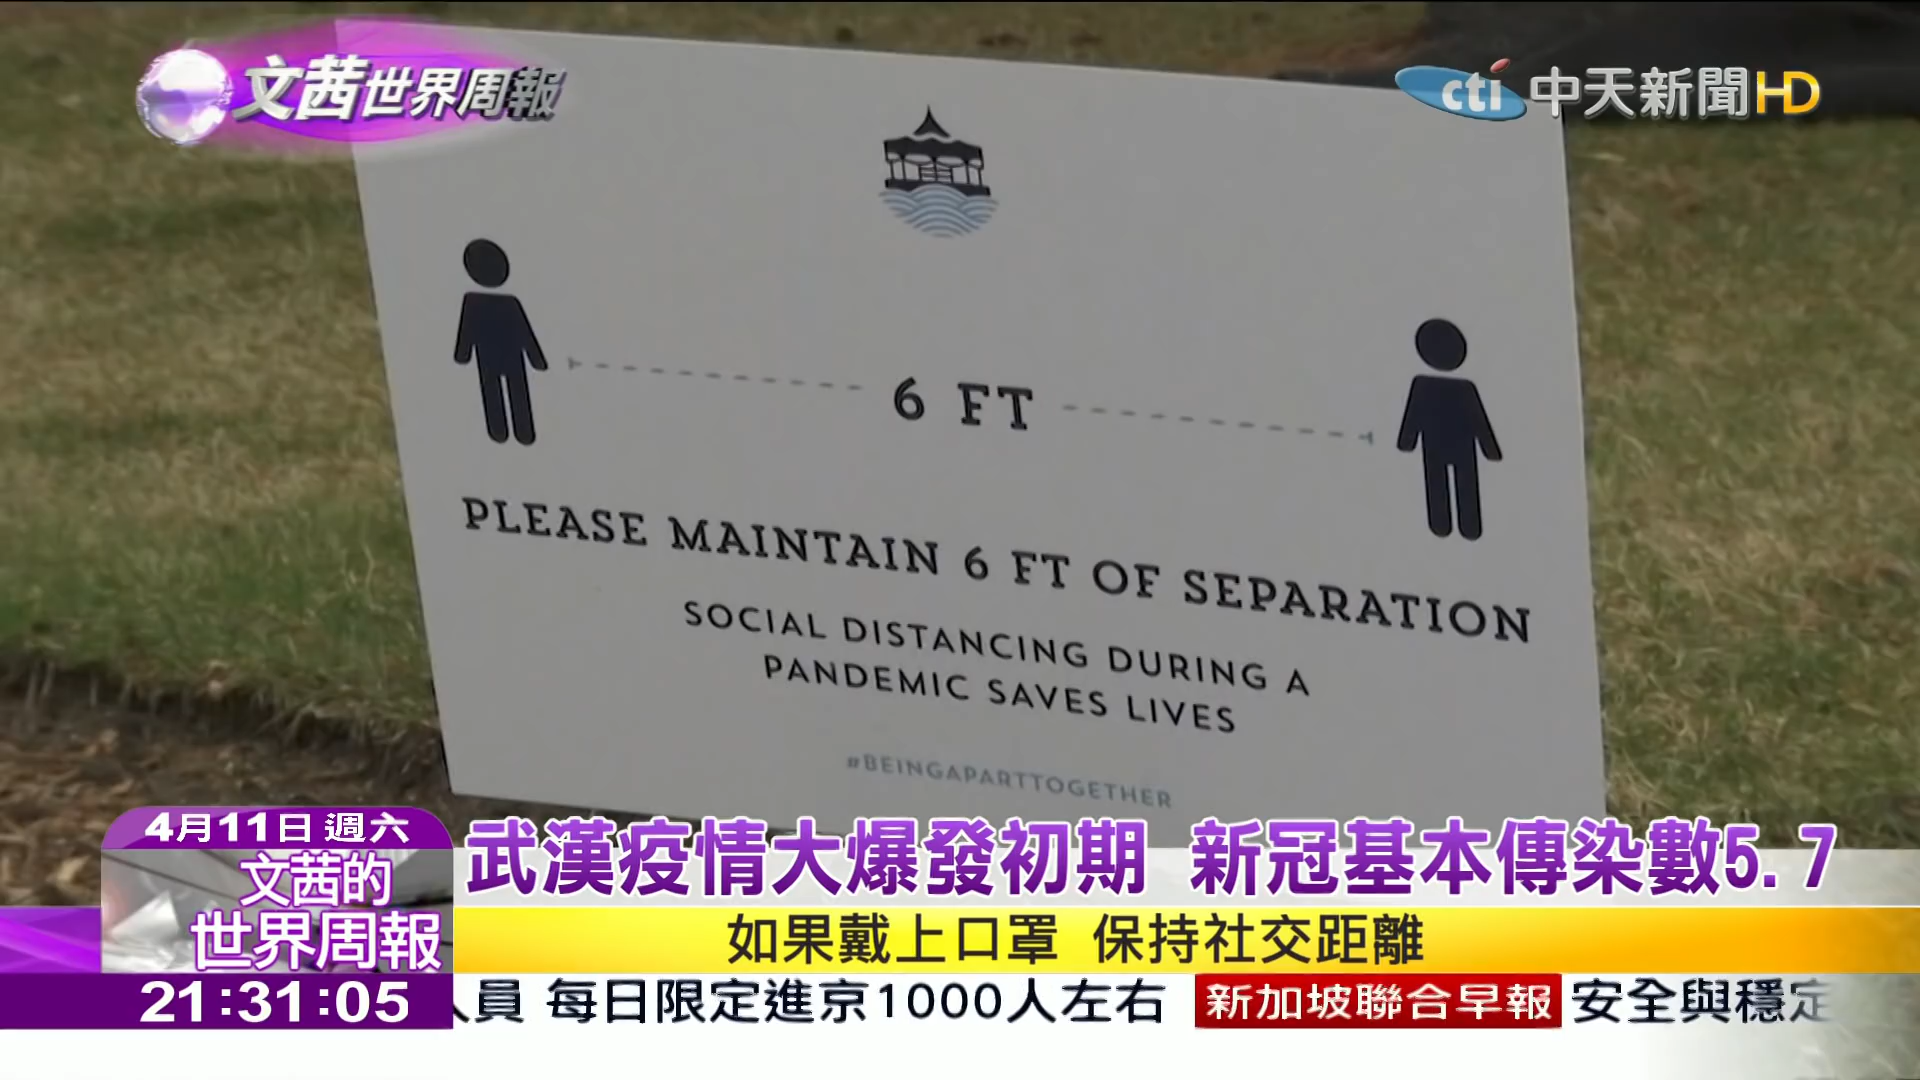 文茜世界周報
cti 中天新聞HD
6 FT
PLEASE MAINTAIN 6 FT OF SEPARATION
SOCIAL DISTANCING DURING A
PANDEMIC SAVES LIVES
#BEINGAPARTTOGETHER
4月11日 週六
文茜的
世界周報
武漢疫情大爆發初期 新冠基本傳染數5.7
如果戴上口罩 保持社交距離
21:31:05
人員 每日限定進京1000人左右 新加坡聯合早報 安全與穩定